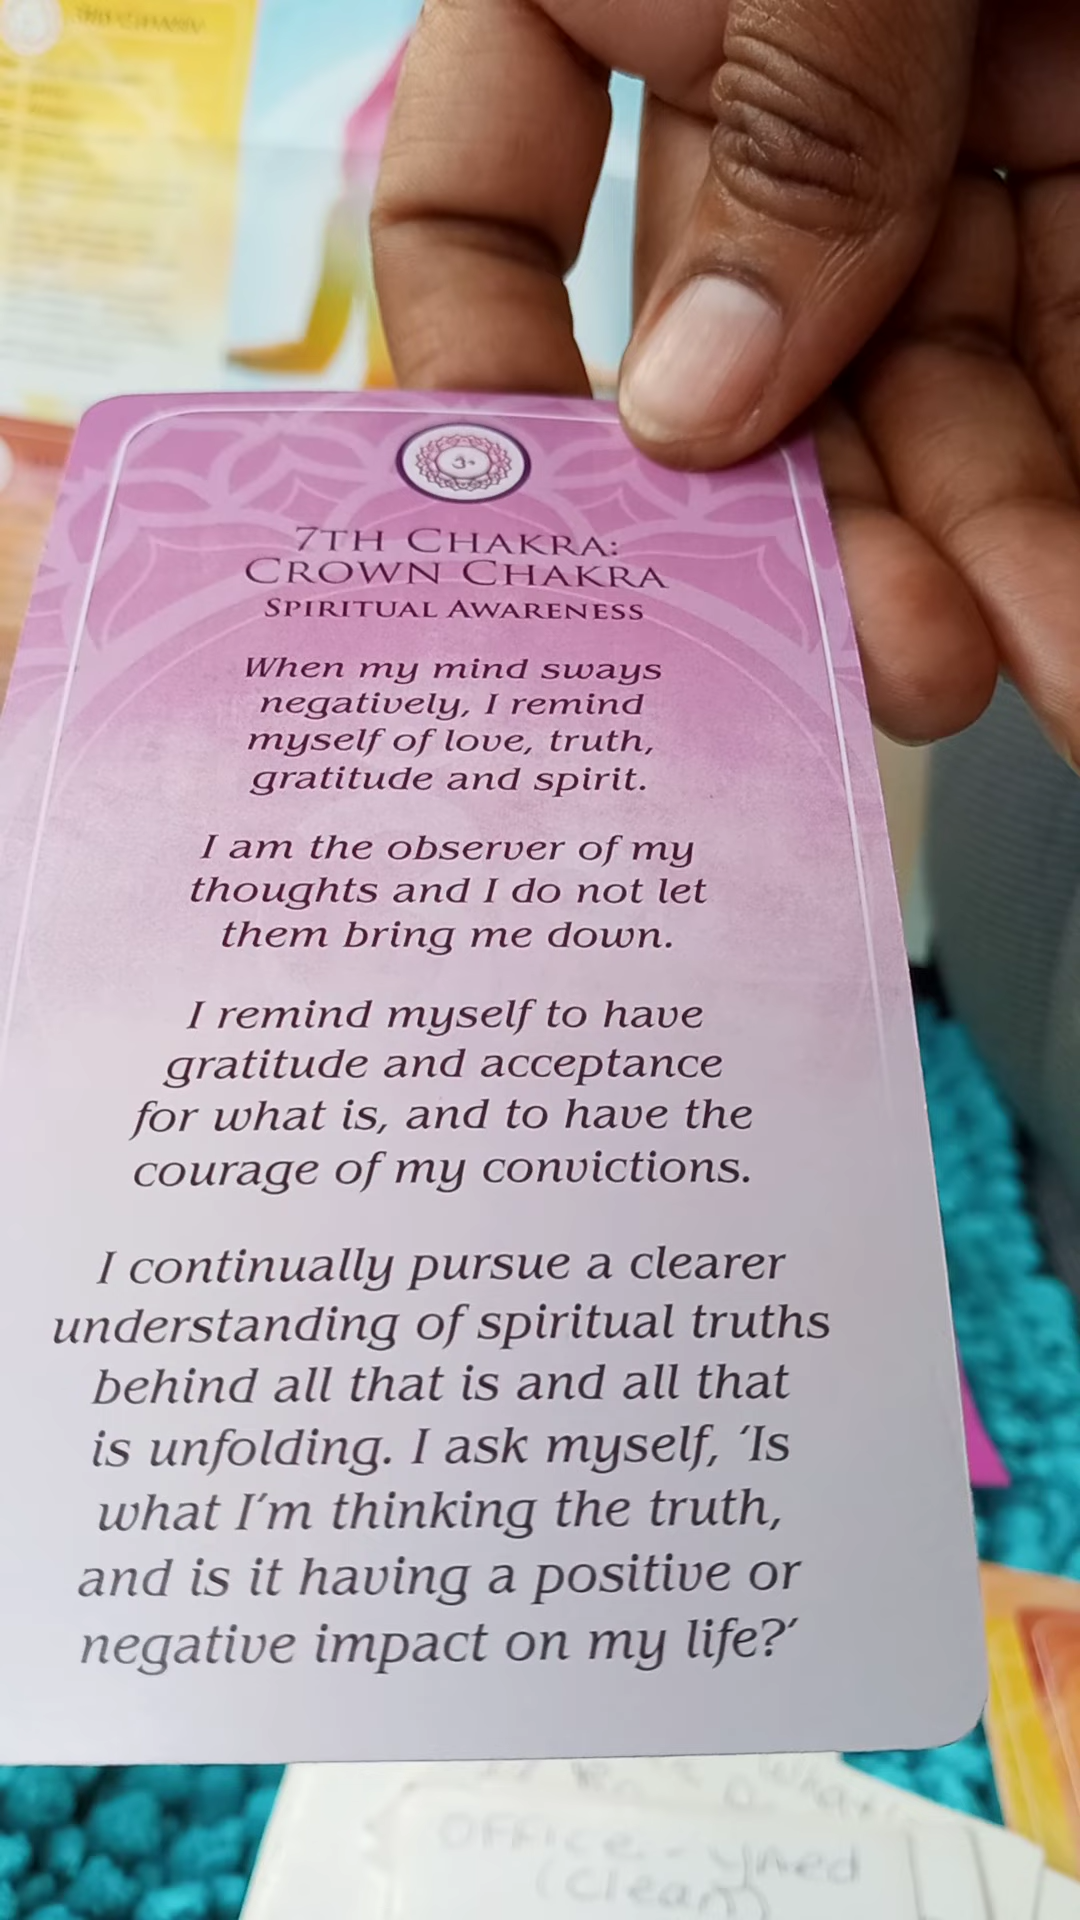 7TH CHAKRA:
CROWN CHAKRA
SPIRITUAL AWARENESS
When my mind sways
negatively, I remind
myself of love, truth,
gratitude and spirit.
I am the observer of my
thoughts and I do not let
them bring me down.
I remind myself to have
gratitude and acceptance
for what is, and to have the
courage of my convictions.
I continually pursue a clearer
understanding of spiritual truths
behind all that is and all that
is unfolding. I ask myself, ‘Is
what I’m thinking the truth,
and is it having a positive or
negative impact on my life?’
OFFICE -
(Clean)